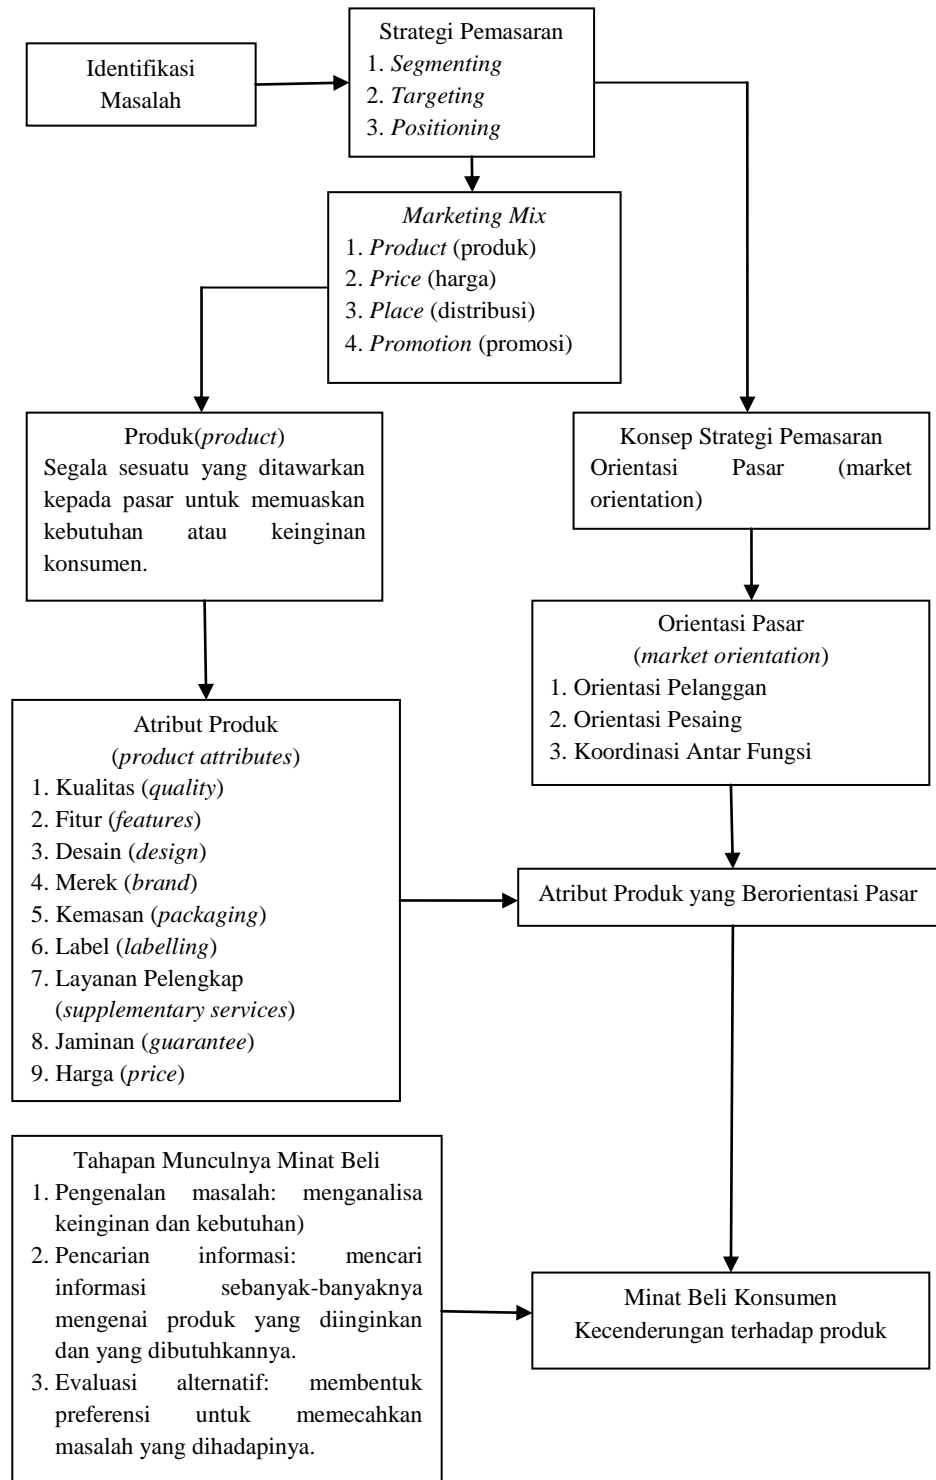 Identifikasi
Masalah
Strategi Pemasaran
1. Segmenting
2. Targeting
3. Positioning
Marketing Mix
1. Product (produk)
2. Price (harga)
3. Place (distribusi)
4. Promotion (promosi)
Produk(product)
Segala sesuatu yang ditawarkan
kepada pasar untuk memuaskan
kebutuhan atau keinginan
konsumen.
Konsep Strategi Pemasaran
Orientasi Pasar (market
orientation)
Orientasi Pasar
(market orientation)
1. Orientasi Pelanggan
2. Orientasi Pesaing
3. Koordinasi Antar Fungsi
Atribut Produk
(product attributes)
1. Kualitas (quality)
2. Fitur (features)
3. Desain (design)
4. Merek (brand)
5. Kemasan (packaging)
6. Label (labelling)
7. Layanan Pelengkap
(supplementary services)
8. Jaminan (guarantee)
9. Harga (price)
Atribut Produk yang Berorientasi Pasar
Tahapan Munculnya Minat Beli
1. Pengenalan masalah: menganalisa
keinginan dan kebutuhan)
2. Pencarian informasi: mencari
informasi sebanyak-banyaknya
mengenai produk yang diinginkan
dan yang dibutuhkannya.
3. Evaluasi alternatif: membentuk
preferensi untuk memecahkan
masalah yang dihadapinya.
Minat Beli Konsumen
Kecenderungan terhadap produk